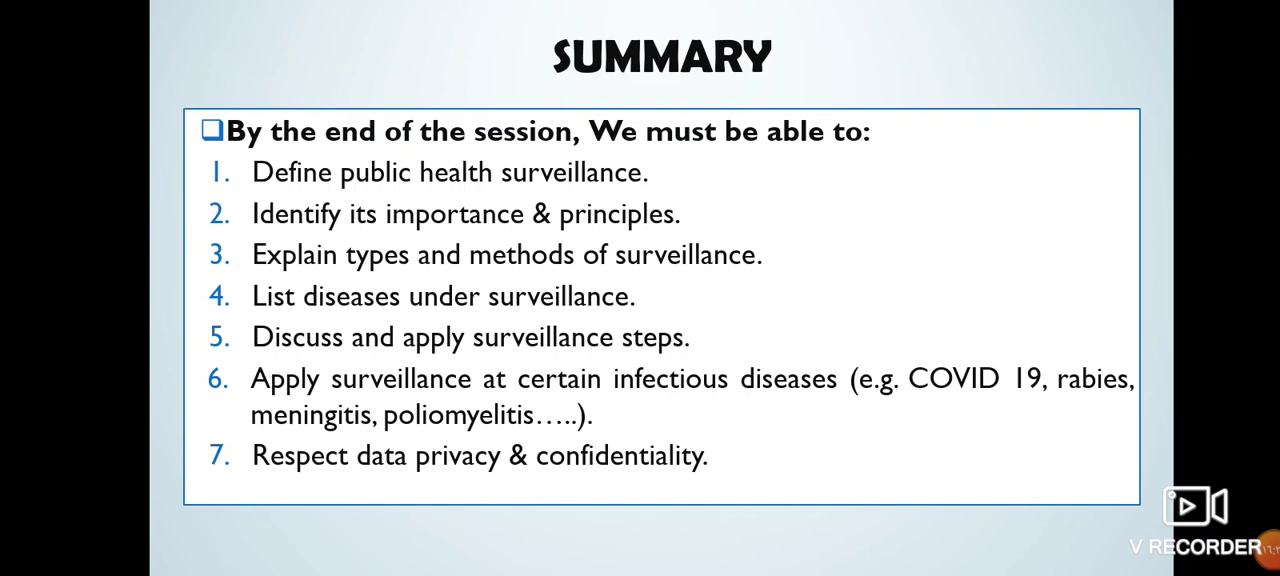 SUMMARY
❑By the end of the session, We must be able to:
1. Define public health surveillance.
2. Identify its importance & principles.
3. Explain types and methods of surveillance.
4. List diseases under surveillance.
5. Discuss and apply surveillance steps.
6. Apply surveillance at certain infectious diseases (e.g. COVID 19, rabies,
meningitis, poliomyelitis…..).
7. Respect data privacy & confidentiality.
V RECORDER